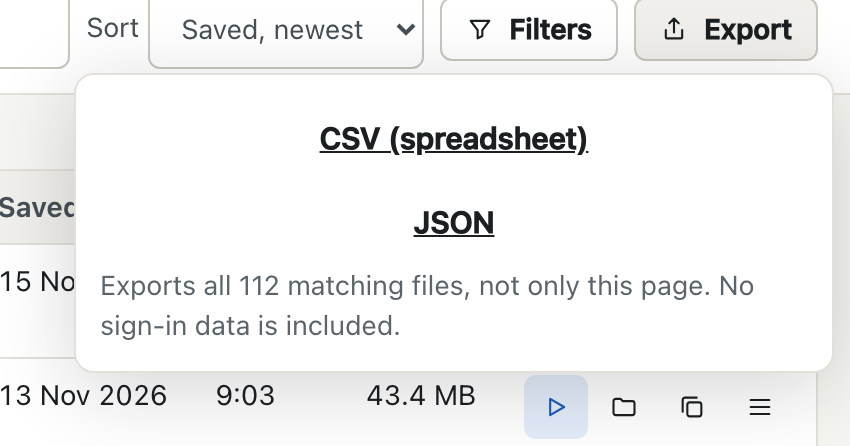 Sort Saved, newest Filters Export
CSV (spreadsheet)
JSON
Exports all 112 matching files, not only this page. No
sign-in data is included.
Saved
15 No
13 Nov 2026 9:03 43.4 MB